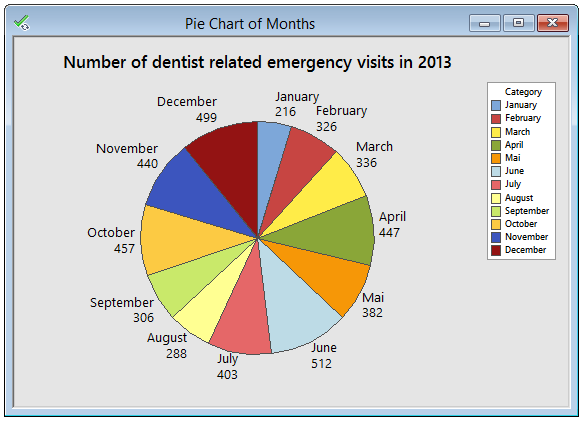 Pie Chart of Months
Number of dentist related emergency visits in 2013
January
216
February
326
March
336
April
447
Mai
382
June
512
July
403
August
288
September
306
October
457
November
440
December
499
Category
January
February
March
April
Mai
June
July
August
September
October
November
December